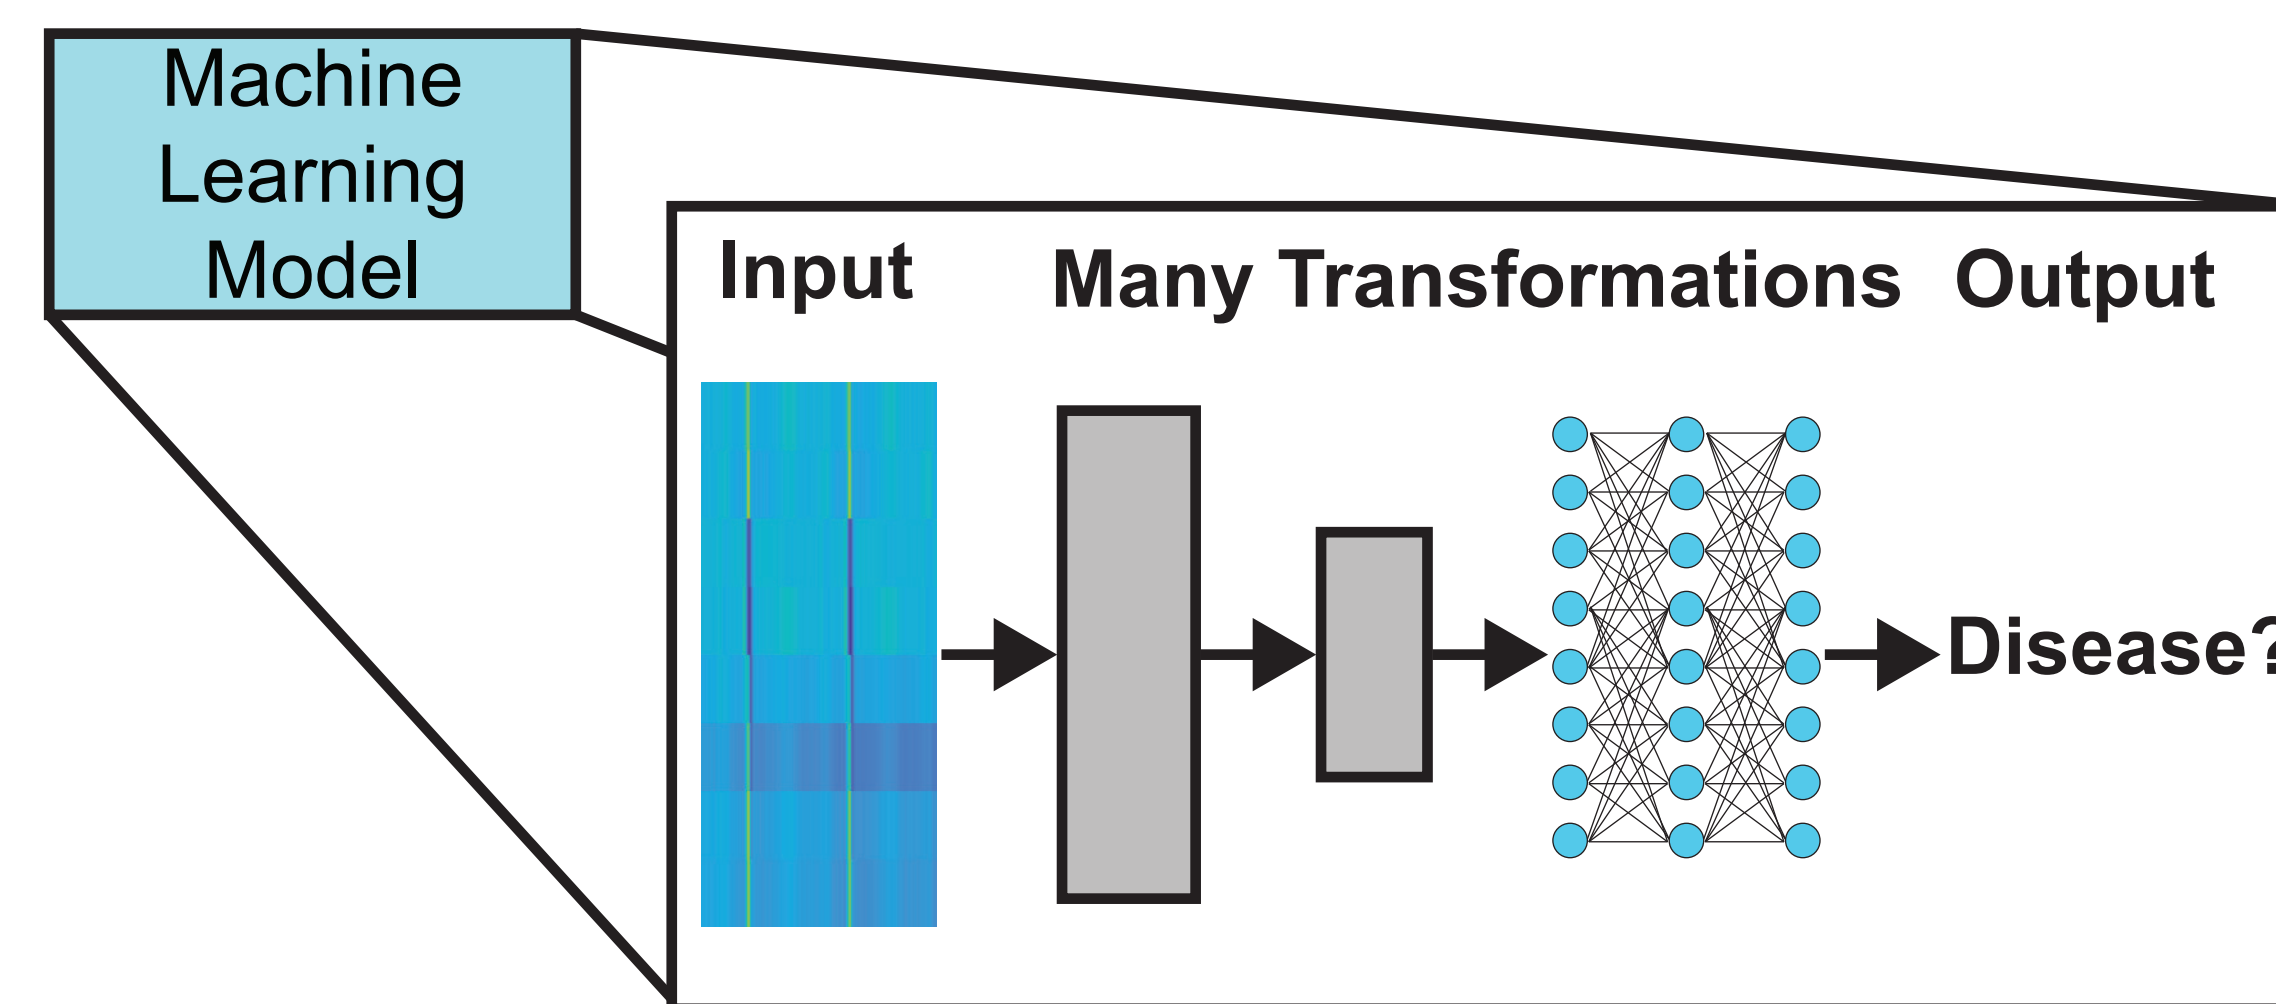 Machine
Learning
Model
Input Many Transformations Output
Disease?